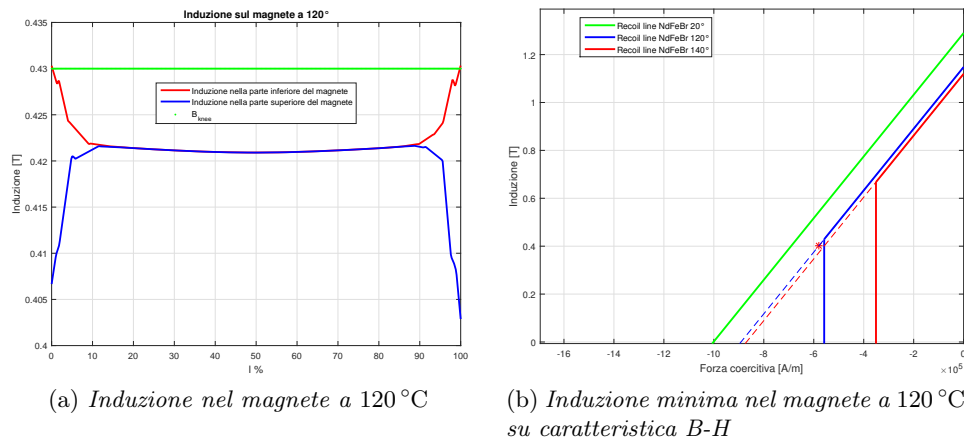 Induzione sul magnete a 120°
0.435
0.43
0.425
0.42
0.415
0.41
0.405
0.4
Induzione [T]
Induzione nella parte inferiore del magnete
Induzione nella parte superiore del magnete
B_knee
0 10 20 30 40 50 60 70 80 90 100
l %
(a) Induzione nel magnete a 120 °C
Recoil line NdFeBr 20°
Recoil line NdFeBr 120°
Recoil line NdFeBr 140°
1.2
1
0.8
0.6
0.4
0.2
0
Induzione [T]
-16 -14 -12 -10 -8 -6 -4 -2 0
Forza coercitiva [A/m]
×10⁵
(b) Induzione minima nel magnete a 120 °C
su caratteristica B-H